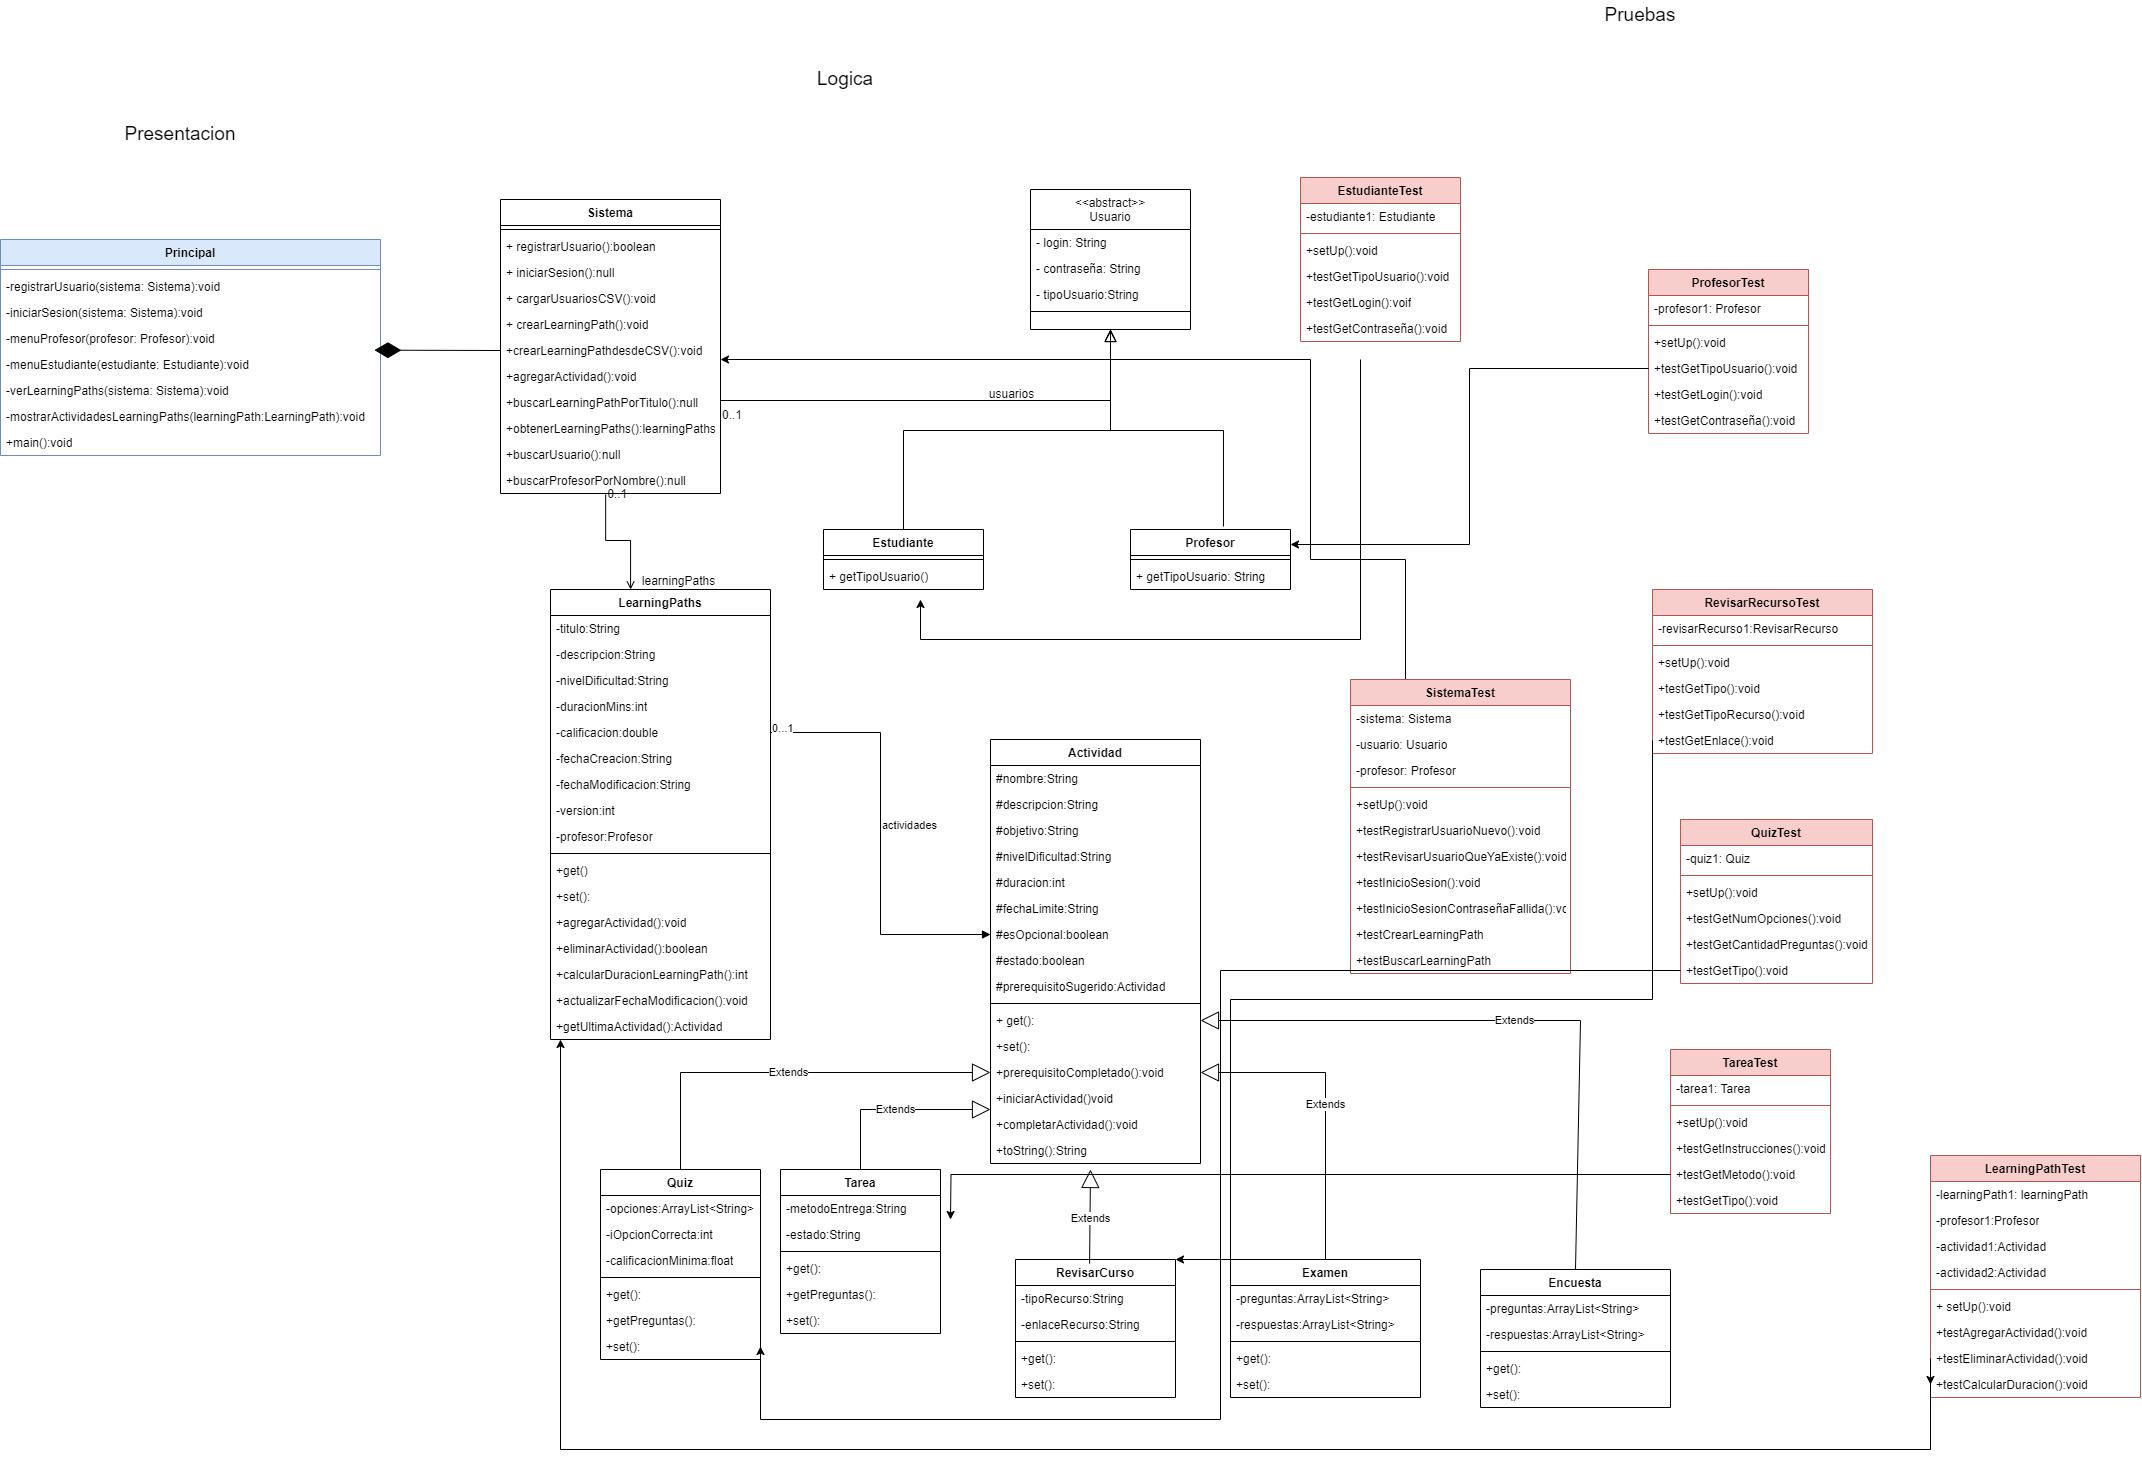 Pruebas
Logica
Presentacion
Principal
-registrarUsuario(sistema: Sistema):void
-iniciarSesion(sistema: Sistema):void
-menuProfesor(profesor: Profesor):void
-menuEstudiante(estudiante: Estudiante):void
-verLearningPaths(sistema: Sistema):void
-mostrarActividadesLearningPaths(learningPath:LearningPath):void
+main():void
Sistema
+ registrarUsuario():boolean
+ iniciarSesion():null
+ cargarUsuariosCSV():void
+ crearLearningPath():void
+crearLearningPathdesdeCSV():void
+agregarActividad():void
+buscarLearningPathPorTitulo():null
+obtenerLearningPaths():learningPaths
+buscarUsuario():null
+buscarProfesorPorNombre():null
0..1
usuarios
0..1
learningPaths
<<abstract>>
Usuario
- login: String
- contraseña: String
- tipoUsuario:String
EstudianteTest
-estudiante1: Estudiante
+setUp():void
+testGetTipoUsuario():void
+testGetLogin():voif
+testGetContraseña():void
ProfesorTest
-profesor1: Profesor
+setUp():void
+testGetTipoUsuario():void
+testGetLogin():void
+testGetContraseña():void
Estudiante
+ getTipoUsuario()
Profesor
+ getTipoUsuario: String
LearningPaths
-titulo:String
-descripcion:String
-nivelDificultad:String
-duracionMins:int
-calificacion:double
-fechaCreacion:String
-fechaModificacion:String
-version:int
-profesor:Profesor
+get()
+set():
+agregarActividad():void
+eliminarActividad():boolean
+calcularDuracionLearningPath():int
+actualizarFechaModificacion():void
+getUltimaActividad():Actividad
0...1
actividades
Actividad
#nombre:String
#descripcion:String
#objetivo:String
#nivelDificultad:String
#duracion:int
#fechaLimite:String
#esOpcional:boolean
#estado:boolean
#prerequisitoSugerido:Actividad
+ get():
+set():
+prerequisitoCompletado():void
+iniciarActividad()void
+completarActividad():void
+toString():String
SistemaTest
-sistema: Sistema
-usuario: Usuario
-profesor: Profesor
+setUp():void
+testRegistrarUsuarioNuevo():void
+testRevisarUsuarioQueYaExiste():void
+testInicioSesion():void
+testInicioSesionContraseñaFallida():vo
+testCrearLearningPath
+testBuscarLearningPath
RevisarRecursoTest
-revisarRecurso1:RevisarRecurso
+setUp():void
+testGetTipo():void
+testGetTipoRecurso():void
+testGetEnlace():void
QuizTest
-quiz1: Quiz
+setUp():void
+testGetNumOpciones():void
+testGetCantidadPreguntas():void
+testGetTipo():void
TareaTest
-tarea1: Tarea
+setUp():void
+testGetInstrucciones():void
+testGetMetodo():void
+testGetTipo():void
LearningPathTest
-learningPath1: learningPath
-profesor1:Profesor
-actividad1:Actividad
-actividad2:Actividad
+ setUp():void
+testAgregarActividad():void
+testEliminarActividad():void
+testCalcularDuracion():void
Extends
Extends
Extends
Extends
Extends
Quiz
-opciones:ArrayList<String>
-iOpcionCorrecta:int
-calificacionMinima:float
+get():
+getPreguntas():
+set():
Tarea
-metodoEntrega:String
-estado:String
+get():
+getPreguntas():
+set():
RevisarCurso
-tipoRecurso:String
-enlaceRecurso:String
+get():
+set():
Examen
-preguntas:ArrayList<String>
-respuestas:ArrayList<String>
+get():
+set():
Encuesta
-preguntas:ArrayList<String>
-respuestas:ArrayList<String>
+get():
+set():